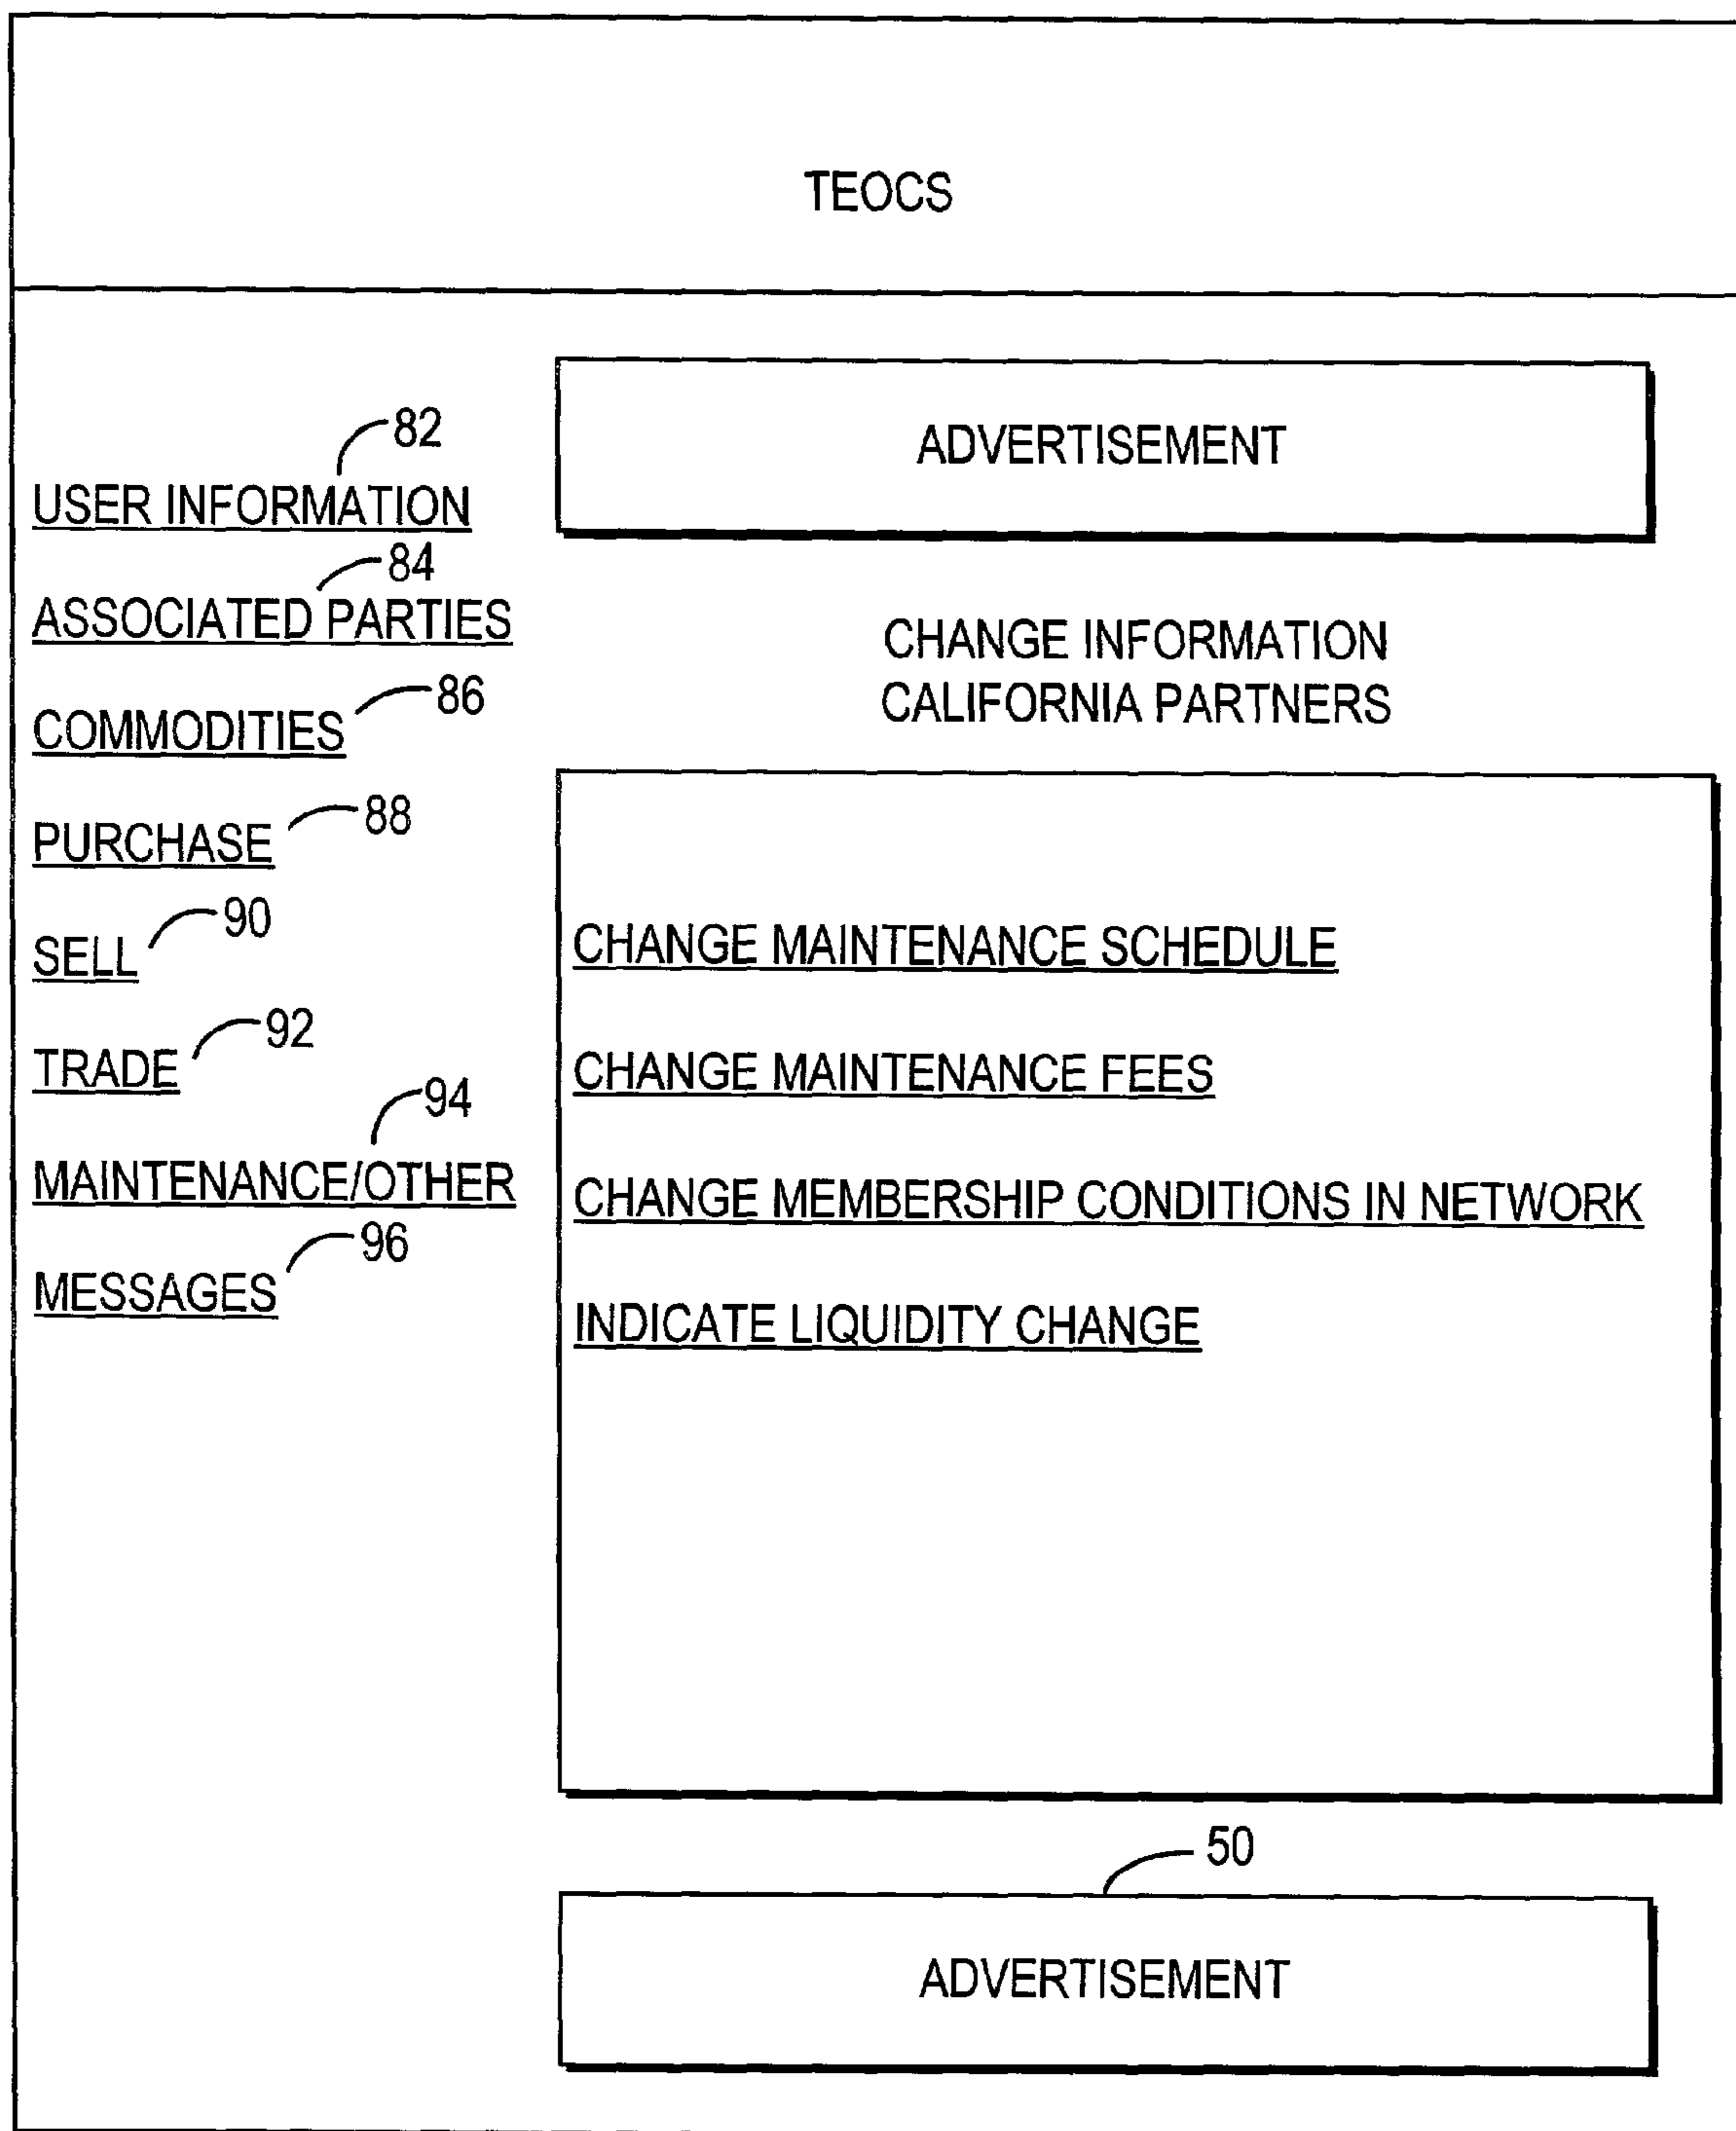 TEOCS
82
USER INFORMATION
84
ASSOCIATED PARTIES
86
COMMODITIES
88
PURCHASE
90
SELL
92
TRADE
94
MAINTENANCE/OTHER
96
MESSAGES
ADVERTISEMENT
CHANGE INFORMATION
CALIFORNIA PARTNERS
CHANGE MAINTENANCE SCHEDULE
CHANGE MAINTENANCE FEES
CHANGE MEMBERSHIP CONDITIONS IN NETWORK
INDICATE LIQUIDITY CHANGE
50
ADVERTISEMENT